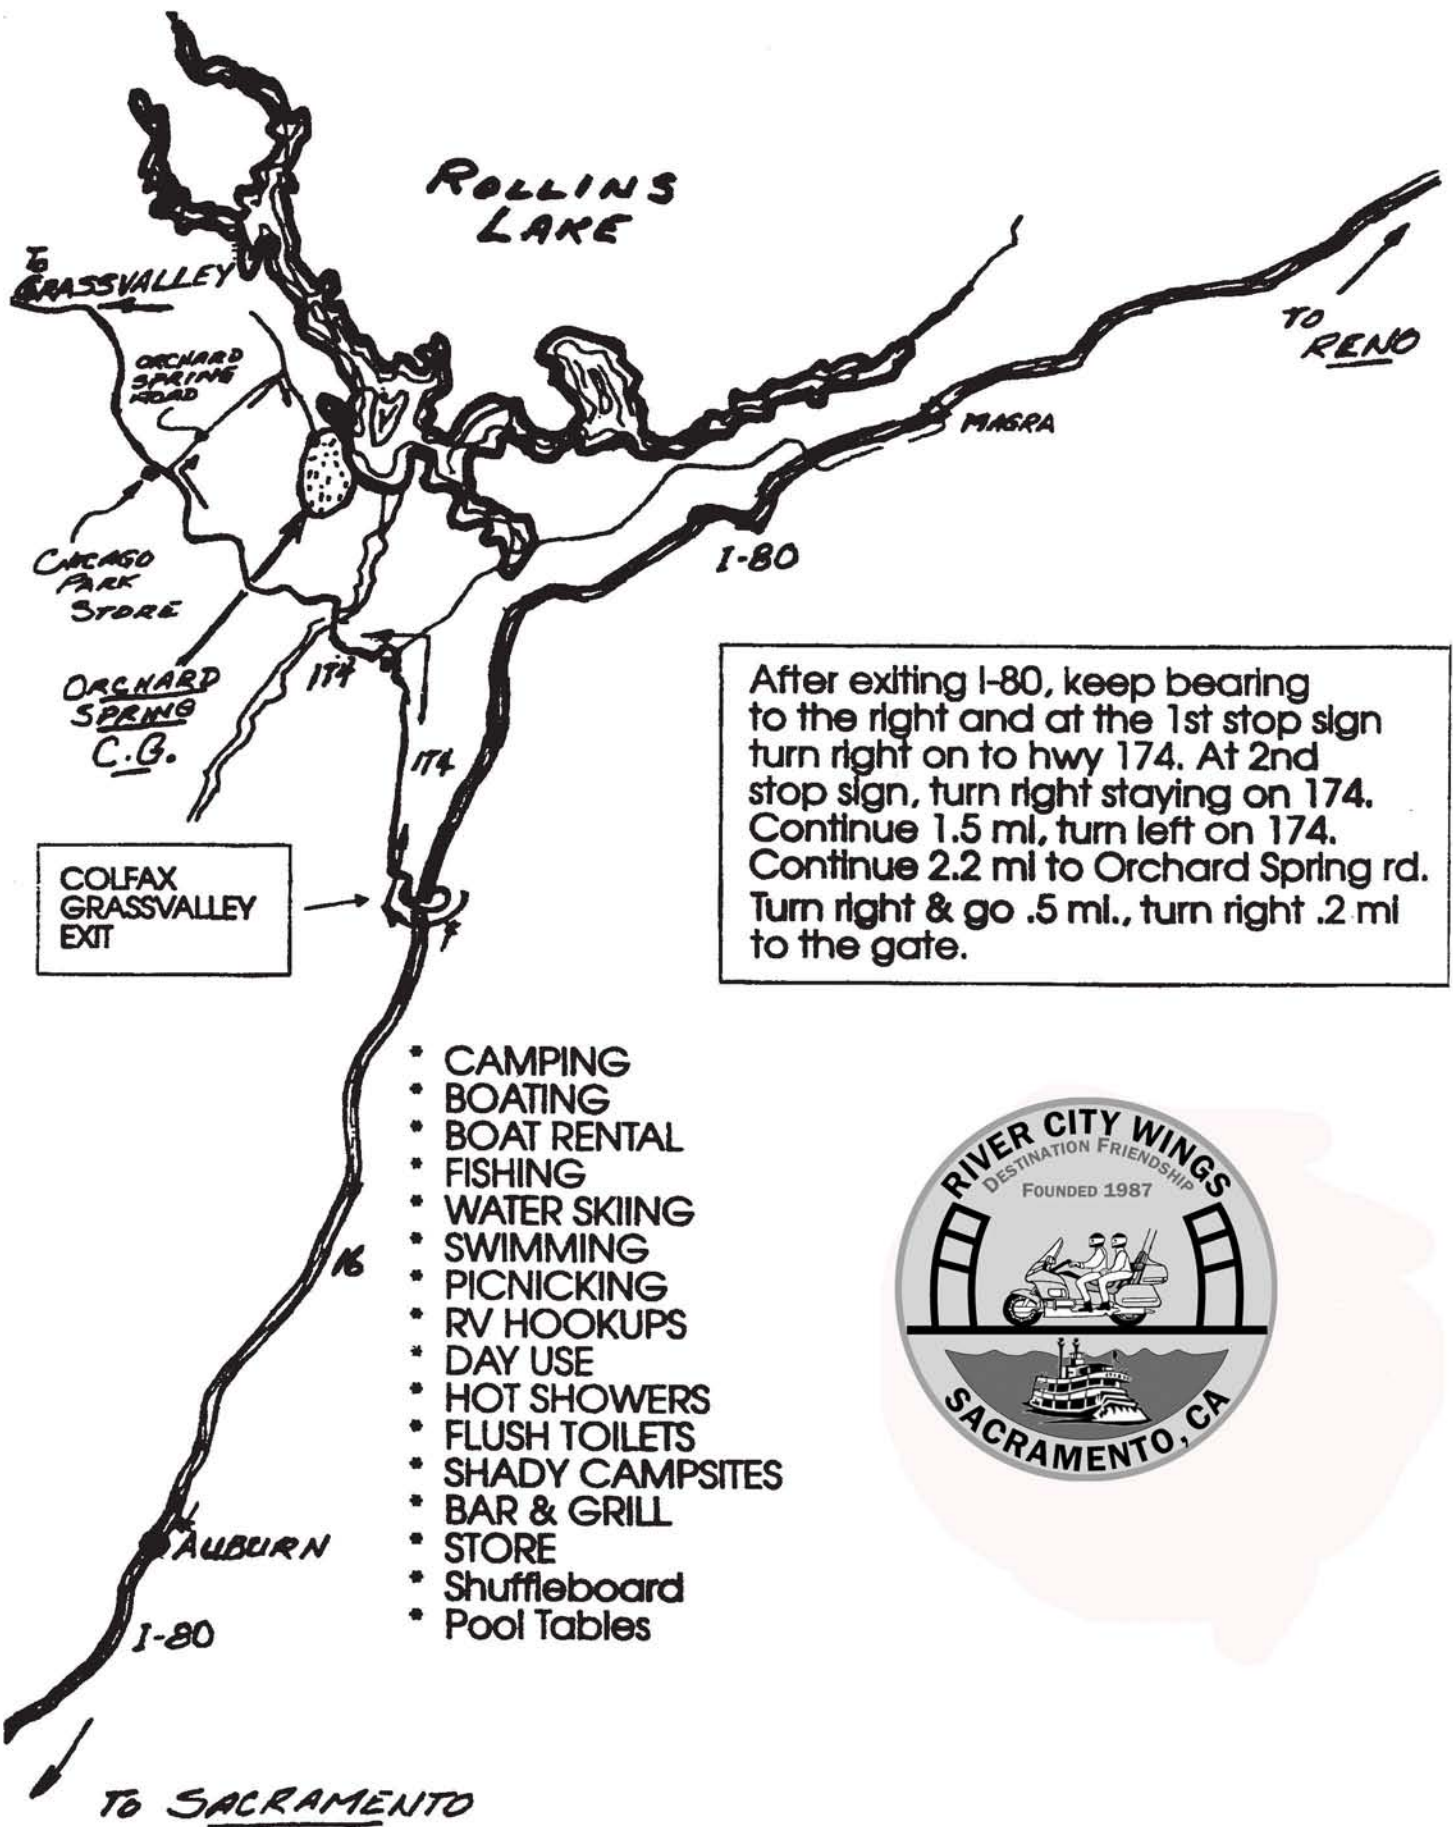 ROLLINS
LAKE
TO
GRASSVALLEY
ORCHARD
SPRING
ROAD
TO
RENO
MAGRA
I-80
CHICAGO
PARK
STORE
ORCHARD
SPRING
C.G.
174
174
After exiting I-80, keep bearing
to the right and at the 1st stop sign
turn right on to hwy 174. At 2nd
stop sign, turn right staying on 174.
Continue 1.5 mi, turn left on 174.
Continue 2.2 mi to Orchard Spring rd.
Turn right & go .5 mi., turn right .2 mi
to the gate.
COLFAX
GRASSVALLEY
EXIT
* CAMPING
* BOATING
* BOAT RENTAL
* FISHING
* WATER SKIING
* SWIMMING
* PICNICKING
* RV HOOKUPS
* DAY USE
* HOT SHOWERS
* FLUSH TOILETS
* SHADY CAMPSITES
* BAR & GRILL
* STORE
* Shuffleboard
* Pool Tables
RIVER CITY WINGS
DESTINATION FRIENDSHIP
FOUNDED 1987
SACRAMENTO, CA
16
AUBURN
I-80
TO SACRAMENTO